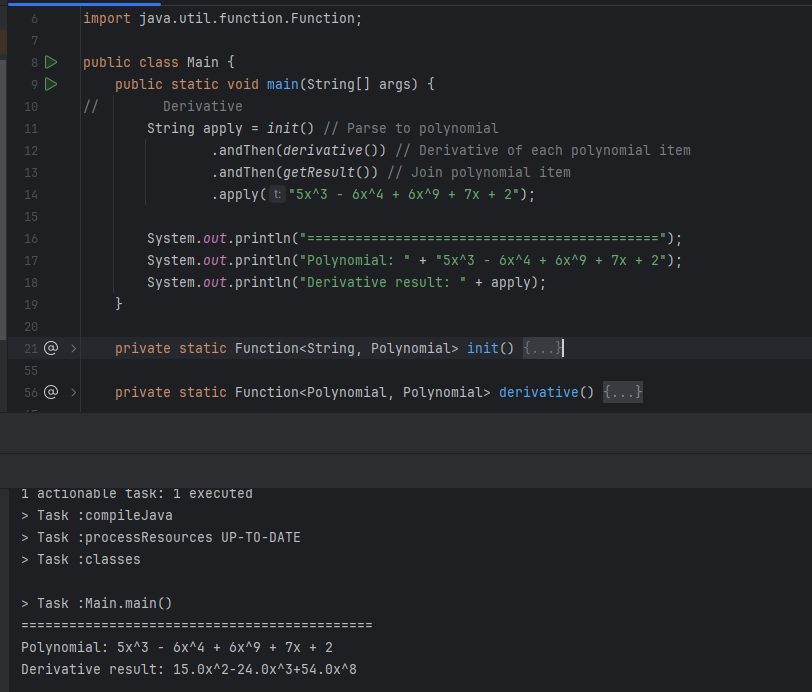 6 import java.util.function.Function;
7
8 public class Main {
9 public static void main(String[] args) {
10 // Derivative
11 String apply = init() // Parse to polynomial
12 .andThen(derivative()) // Derivative of each polynomial item
13 .andThen(getResult()) // Join polynomial item
14 .apply( t: "5x^3 - 6x^4 + 6x^9 + 7x + 2");
15
16 System.out.println("============================================");
17 System.out.println("Polynomial: " + "5x^3 - 6x^4 + 6x^9 + 7x + 2");
18 System.out.println("Derivative result: " + apply);
19 }
20
21 @ > private static Function<String, Polynomial> init() {...}
55
56 @ > private static Function<Polynomial, Polynomial> derivative() {...}
1 actionable task: 1 executed
> Task :compileJava
> Task :processResources UP-TO-DATE
> Task :classes
> Task :Main.main()
============================================
Polynomial: 5x^3 - 6x^4 + 6x^9 + 7x + 2
Derivative result: 15.0x^2-24.0x^3+54.0x^8